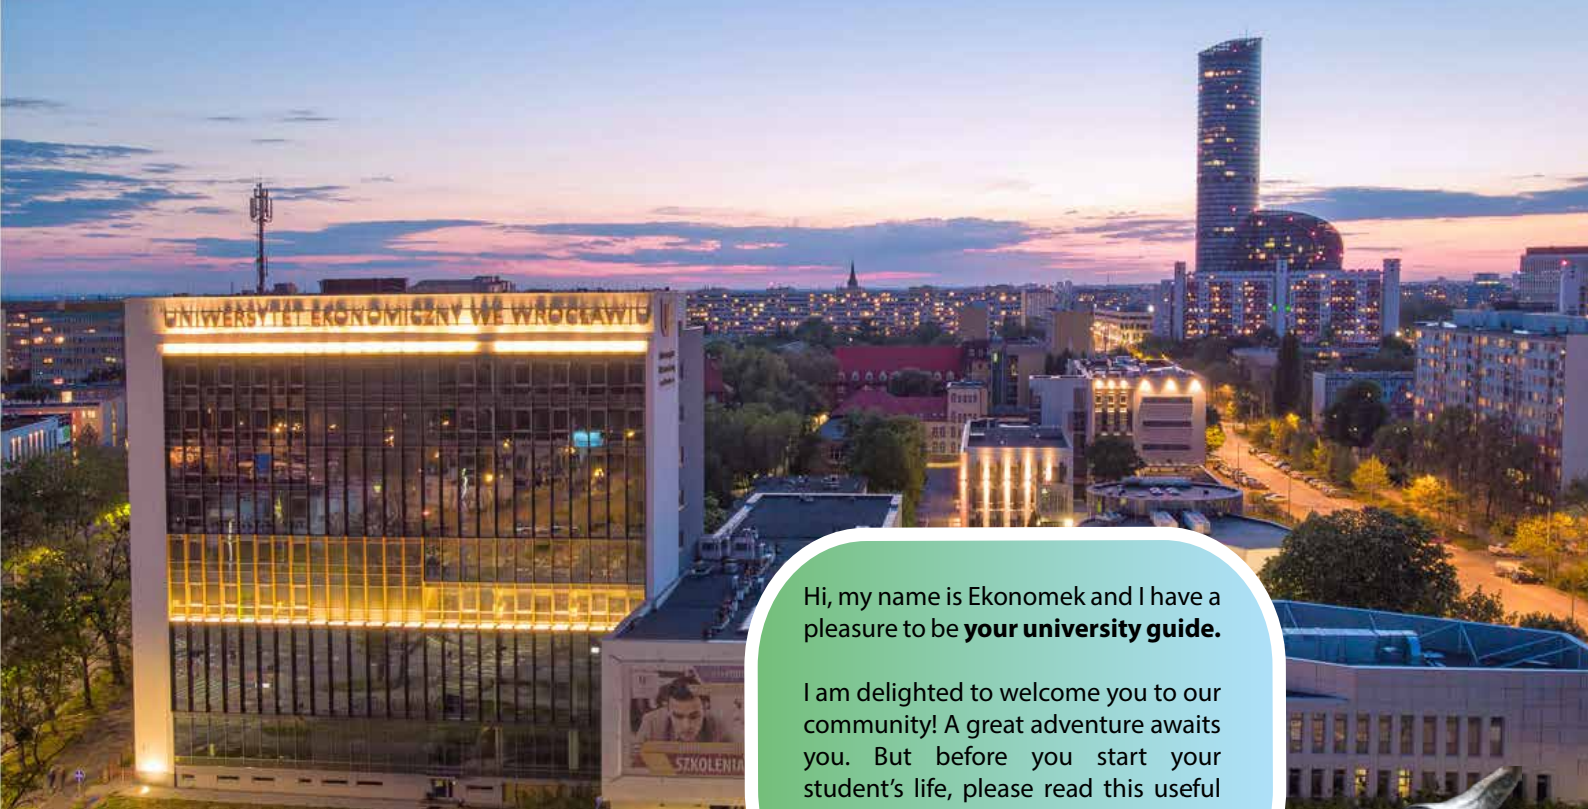 UNIWERSYTET EKONOMICZNY WE WROCŁAWIU
SZKOLENIA
Hi, my name is Ekonomek and I have a
pleasure to be your university guide.
I am delighted to welcome you to our
community! A great adventure awaits
you. But before you start your
student's life, please read this useful